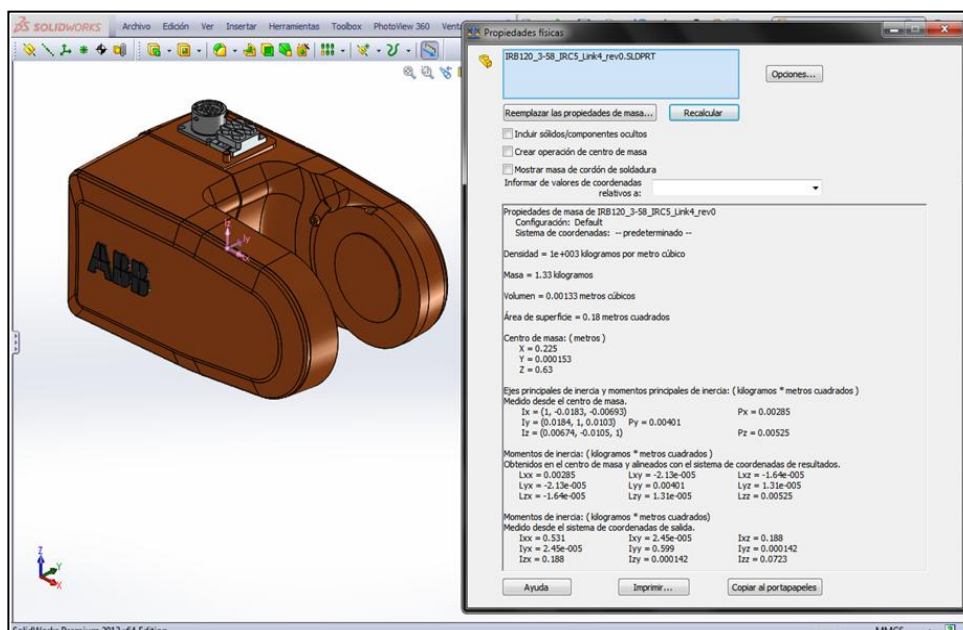 SOLIDWORKS Archivo Edición Ver Insertar Herramientas Toolbox PhotoView 360
Propiedades físicas
IRB120_3-58_IRC5_Link4_rev0.SLDPRT
Opciones...
Reemplazar las propiedades de masa... Recalcular
Incluir sólidos/componentes ocultos
Crear operación de centro de masa
Mostrar masa de cordón de soldadura
Informar de valores de coordenadas
relativos a:
Propiedades de masa de IRB120_3-58_IRC5_Link4_rev0
Configuración: Default
Sistema de coordenadas: -- predeterminado --
Densidad = 1e+003 kilogramos por metro cúbico
Masa = 1.33 kilogramos
Volumen = 0.00133 metros cúbicos
Área de superficie = 0.18 metros cuadrados
Centro de masa: ( metros )
X = 0.225
Y = 0.000153
Z = 0.63
Ejes principales de inercia y momentos principales de inercia: ( kilogramos * metros cuadrados )
Medido desde el centro de masa.
Ix = (1, -0.0183, -0.00693) Px = 0.00285
Iy = (0.0184, 1, 0.0103) Py = 0.00401
Iz = (0.00674, -0.0105, 1) Pz = 0.00525
Momentos de inercia: ( kilogramos * metros cuadrados )
Obtenidos en el centro de masa y alineados con el sistema de coordenadas de resultados.
Lxx = 0.00285 Lxy = -2.13e-005 Lxz = -1.64e-005
Lyx = -2.13e-005 Lyy = 0.00401 Lyz = 1.31e-005
Lzx = -1.64e-005 Lzy = 1.31e-005 Lzz = 0.00525
Momentos de inercia: ( kilogramos * metros cuadrados)
Medido desde el sistema de coordenadas de salida.
Ixx = 0.531 Ixy = 2.45e-005 Ixz = 0.188
Iyx = 2.45e-005 Iyy = 0.599 Iyz = 0.000142
Izx = 0.188 Izy = 0.000142 Izz = 0.0723
Ayuda Imprimir... Copiar al portapapeles
ABB
Z
Y
X